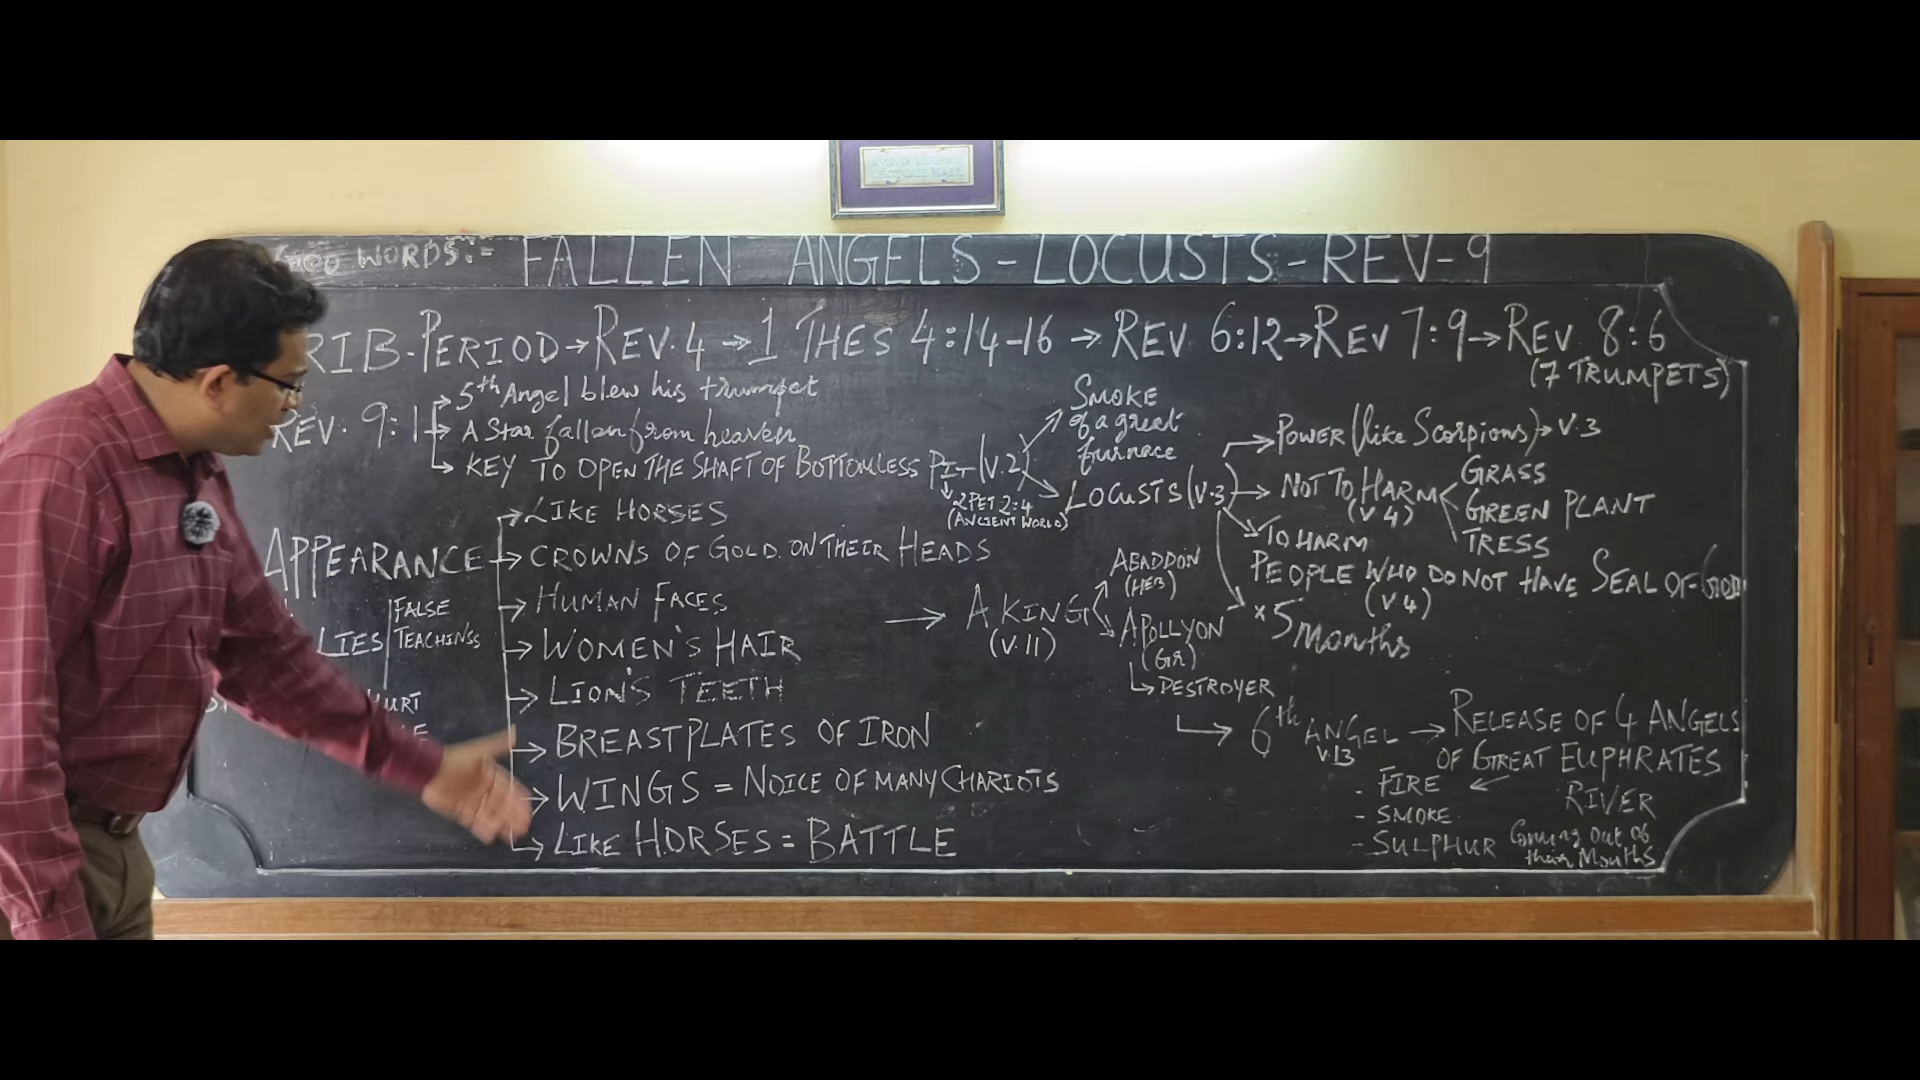 GOOD WORDS:- FALLEN ANGELS - LOCUSTS - REV - 9
RIB. PERIOD → REV. 4 → 1 THES 4:14-16 → REV 6:12 → REV 7:9 → REV 8:6
(7 TRUMPETS)
REV. 9:1
→ 5th Angel blew his trumpet
→ A Star fallen from heaven
→ KEY TO OPEN THE SHAFT OF BOTTOMLESS PIT (V.2)
2 PET 2:4
(ANCIENT WORLD)
SMOKE
of a great
furnace
LOCUSTS (V.3)
→ POWER (like Scorpions) → V.3
→ NOT TO HARM
(V4)
GRASS
GREEN PLANT
TRESS
→ TO HARM
PEOPLE WHO DO NOT HAVE SEAL OF GOD
(V4)
* 5 Months
APPEARANCE
→ LIKE HORSES
→ CROWNS OF GOLD ON THEIR HEADS
→ HUMAN FACES
→ WOMEN'S HAIR
→ LION'S TEETH
→ BREASTPLATES OF IRON
→ WINGS = NOICE OF MANY CHARIOTS
→ LIKE HORSES = BATTLE
LIES
FALSE
TEACHINSS
URT
→ A KING
(V.11)
ABADDON
(HEB)
APOLLYON
(GR)
→ DESTROYER
→ 6th ANGEL → RELEASE OF 4 ANGELS
V.13
OF GREAT EUPHRATES
RIVER
- FIRE
- SMOKE
- SULPHUR Coming out of
thair Mouths